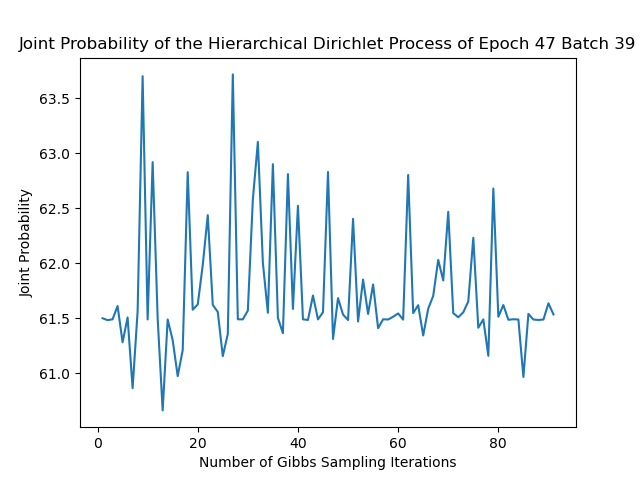 Joint Probability of the Hierarchical Dirichlet Process of Epoch 47 Batch 39
63.5
63.0
62.5
62.0
61.5
61.0
Joint Probability
0 20 40 60 80
Number of Gibbs Sampling Iterations